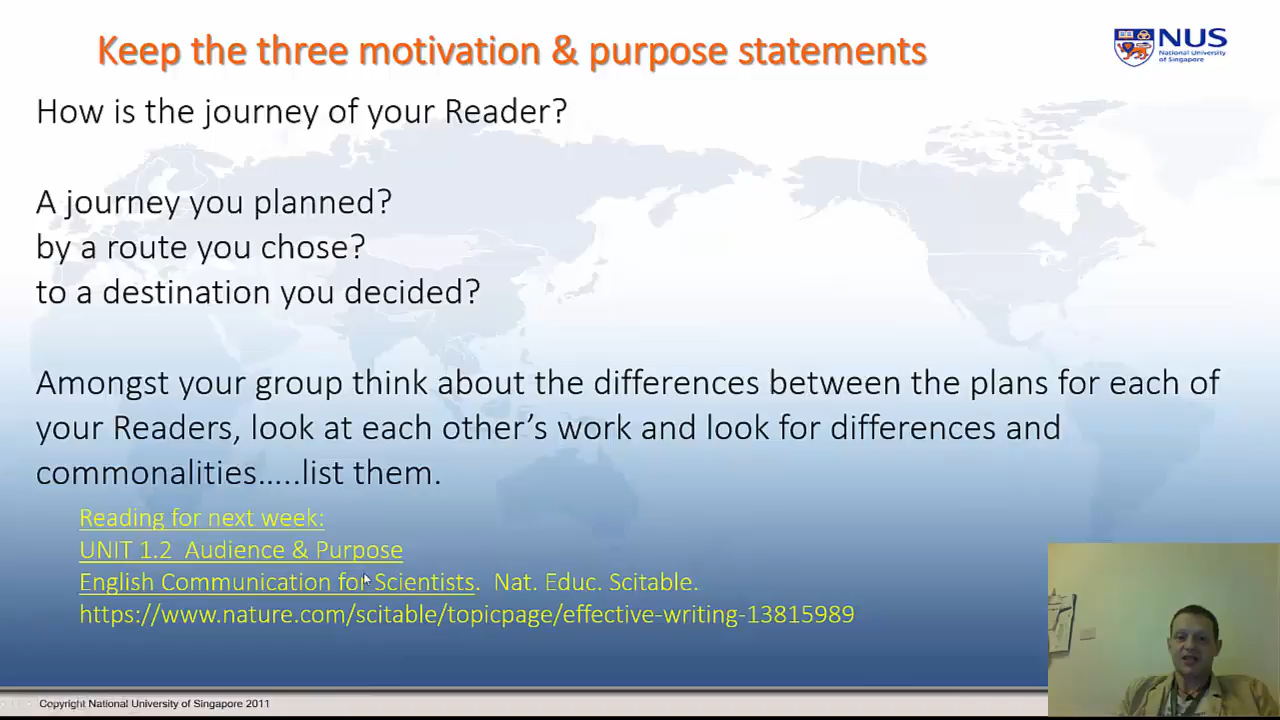 Keep the three motivation & purpose statements
NUS
National University
of Singapore
How is the journey of your Reader?
A journey you planned?
by a route you chose?
to a destination you decided?
Amongst your group think about the differences between the plans for each of
your Readers, look at each other’s work and look for differences and
commonalities…..list them.
Reading for next week:
UNIT 1.2 Audience & Purpose
English Communication for Scientists. Nat. Educ. Scitable.
https://www.nature.com/scitable/topicpage/effective-writing-13815989
Copyright National University of Singapore 2011